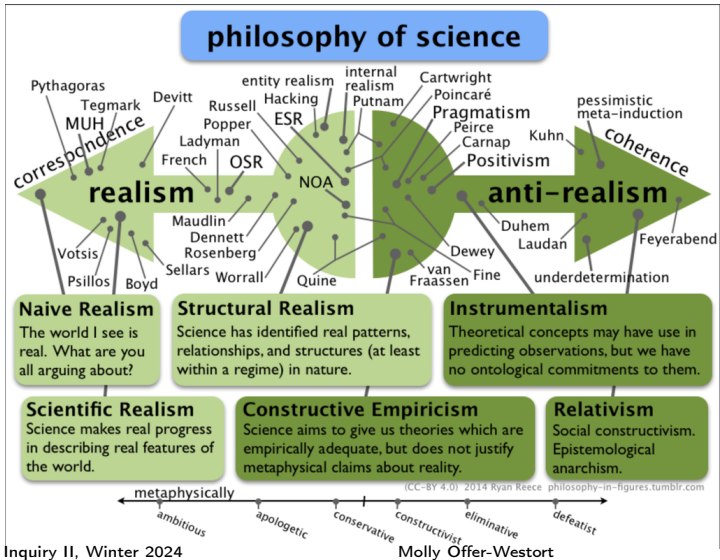 philosophy of science
Pythagoras
Tegmark
MUH
correspondence
Devitt
Ladyman
French
OSR
Russell
Popper
entity realism
Hacking
ESR
internal
realism
Putnam
Cartwright
Poincaré
Pragmatism
Peirce
Carnap
Positivism
Kuhn
pessimistic
meta-induction
coherence
realism
NOA
anti-realism
Votsis
Psillos
Boyd
Sellars
Maudlin
Dennett
Rosenberg
Worrall
Quine
van
Fraassen
Fine
Dewey
Duhem
Laudan
underdetermination
Feyerabend
Naive Realism
The world I see is
real. What are you
all arguing about?
Structural Realism
Science has identified real patterns,
relationships, and structures (at least
within a regime) in nature.
Instrumentalism
Theoretical concepts may have use in
predicting observations, but we have
no ontological commitments to them.
Scientific Realism
Science makes real progress
in describing real features of
the world.
Constructive Empiricism
Science aims to give us theories which are
empirically adequate, but does not justify
metaphysical claims about reality.
Relativism
Social constructivism.
Epistemological
anarchism.
(CC-BY 4.0) 2014 Ryan Reece philosophy-in-figures.tumblr.com
metaphysically
ambitious
apologetic
conservative
constructivist
eliminative
defeatist
Inquiry II, Winter 2024
Molly Offer-Westort